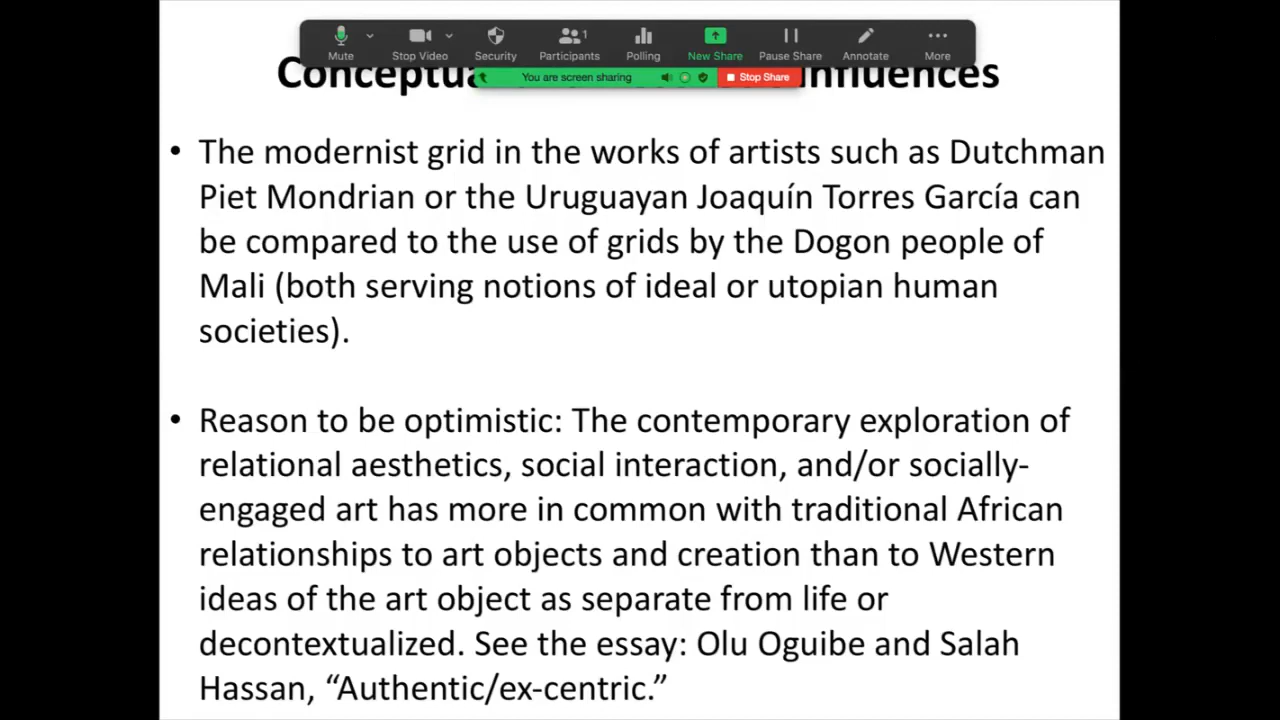 Mute
Stop Video
Security
Participants
1
Polling
New Share
Pause Share
Annotate
More
You are screen sharing
Stop Share
The modernist grid in the works of artists such as Dutchman
Piet Mondrian or the Uruguayan Joaquín Torres García can
be compared to the use of grids by the Dogon people of
Mali (both serving notions of ideal or utopian human
societies).
Reason to be optimistic: The contemporary exploration of
relational aesthetics, social interaction, and/or socially-
engaged art has more in common with traditional African
relationships to art objects and creation than to Western
ideas of the art object as separate from life or
decontextualized. See the essay: Olu Oguibe and Salah
Hassan, “Authentic/ex-centric.”